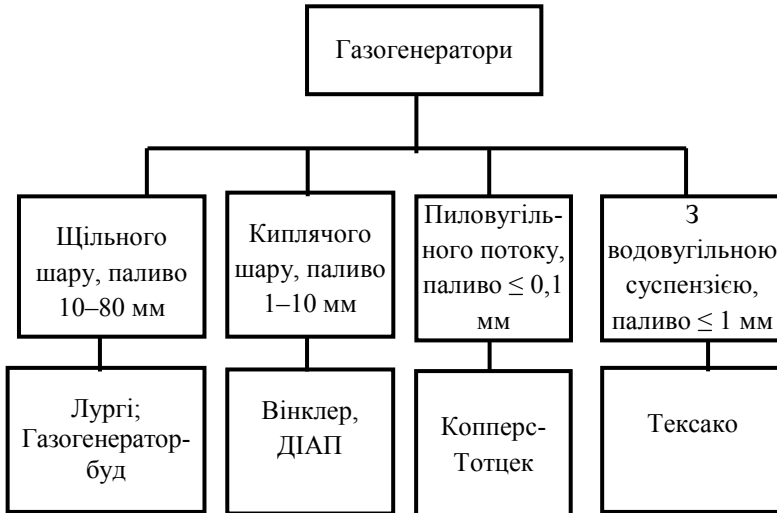 Газогенератори
Щільного
шару, паливо
10–80 мм
Киплячого
шару, паливо
1–10 мм
Пиловугіль-
ного потоку,
паливо ≤ 0,1
мм
З
водовугільною
суспензією,
паливо ≤ 1 мм
Лургі;
Газогенератор-
буд
Вінклер,
ДІАП
Копперс-
Тотцек
Тексако